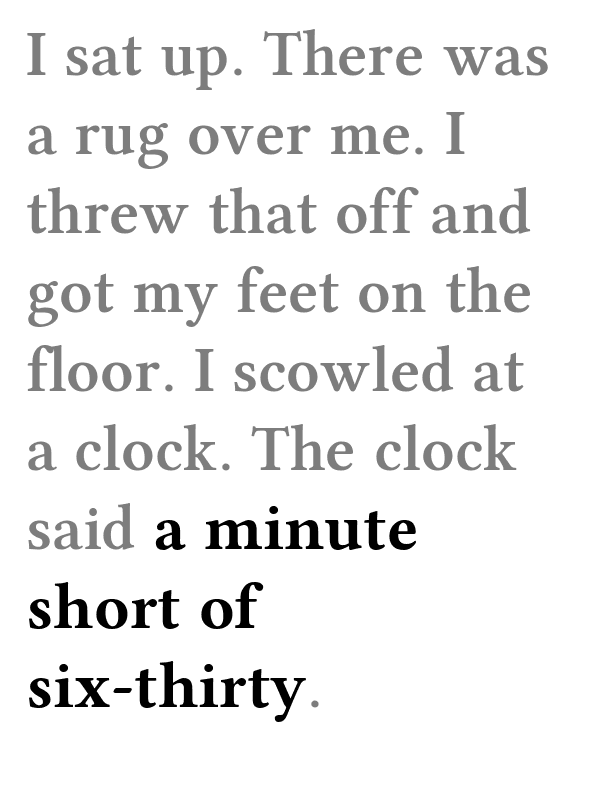 I sat up. There was
a rug over me. I
threw that off and
got my feet on the
floor. I scowled at
a clock. The clock
said a minute
short of
six-thirty.